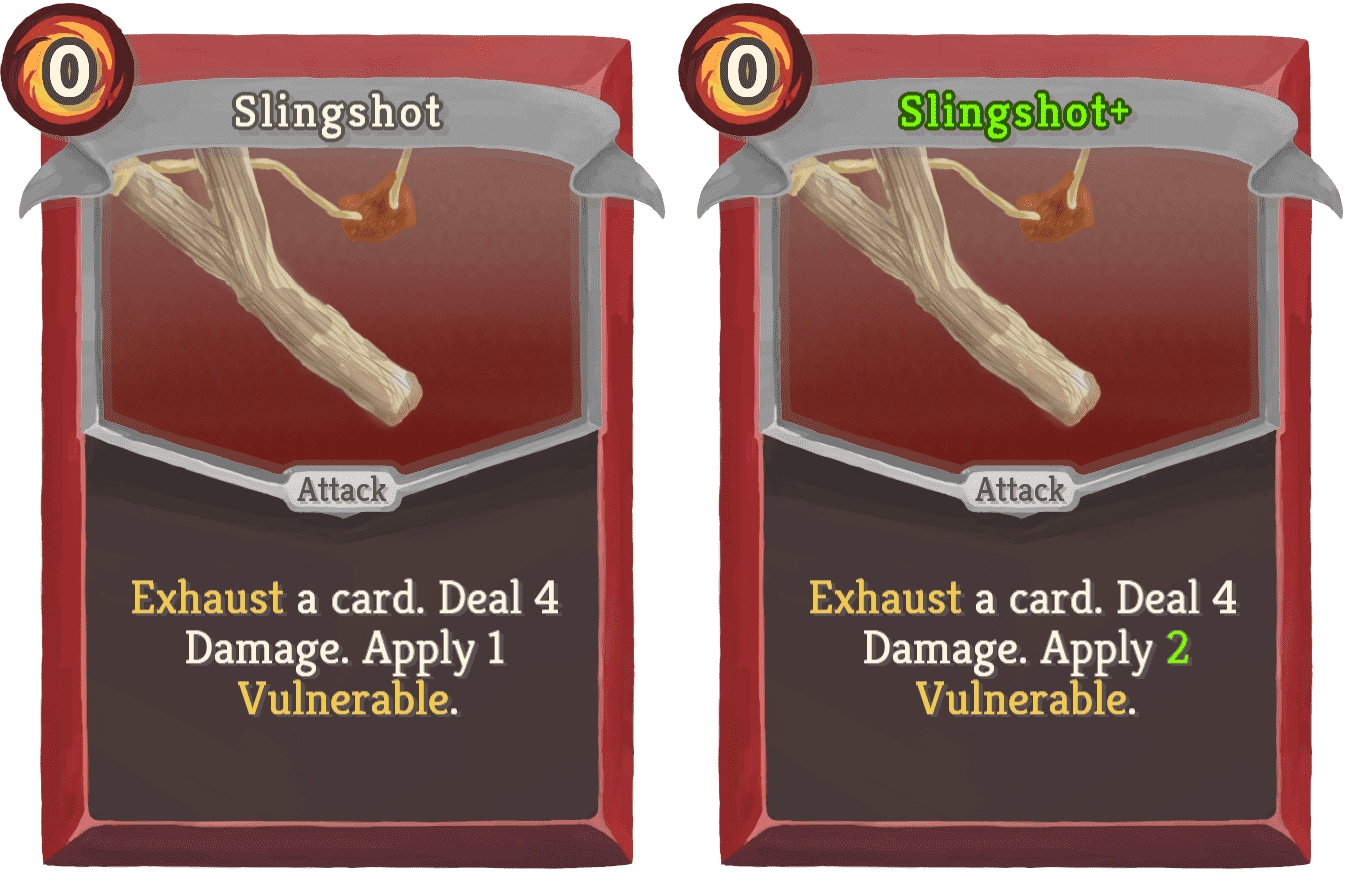 0
Slingshot
Attack
Exhaust a card. Deal 4
Damage. Apply 1
Vulnerable.
0
Slingshot+
Attack
Exhaust a card. Deal 4
Damage. Apply 2
Vulnerable.